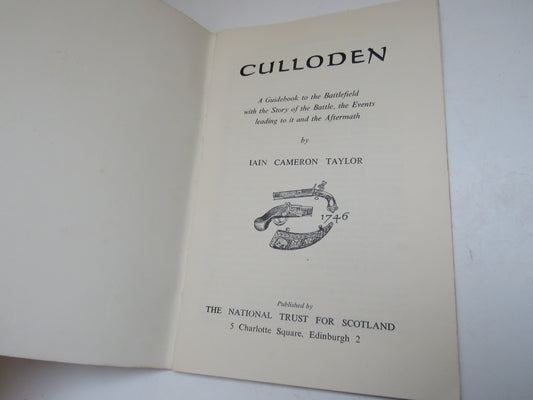 CULLODEN
A Guidebook to the Battlefield
with the Story of the Battle, the Events
leading to it and the Aftermath
by
IAIN CAMERON TAYLOR
1746
Published by
THE NATIONAL TRUST FOR SCOTLAND
5 Charlotte Square, Edinburgh 2